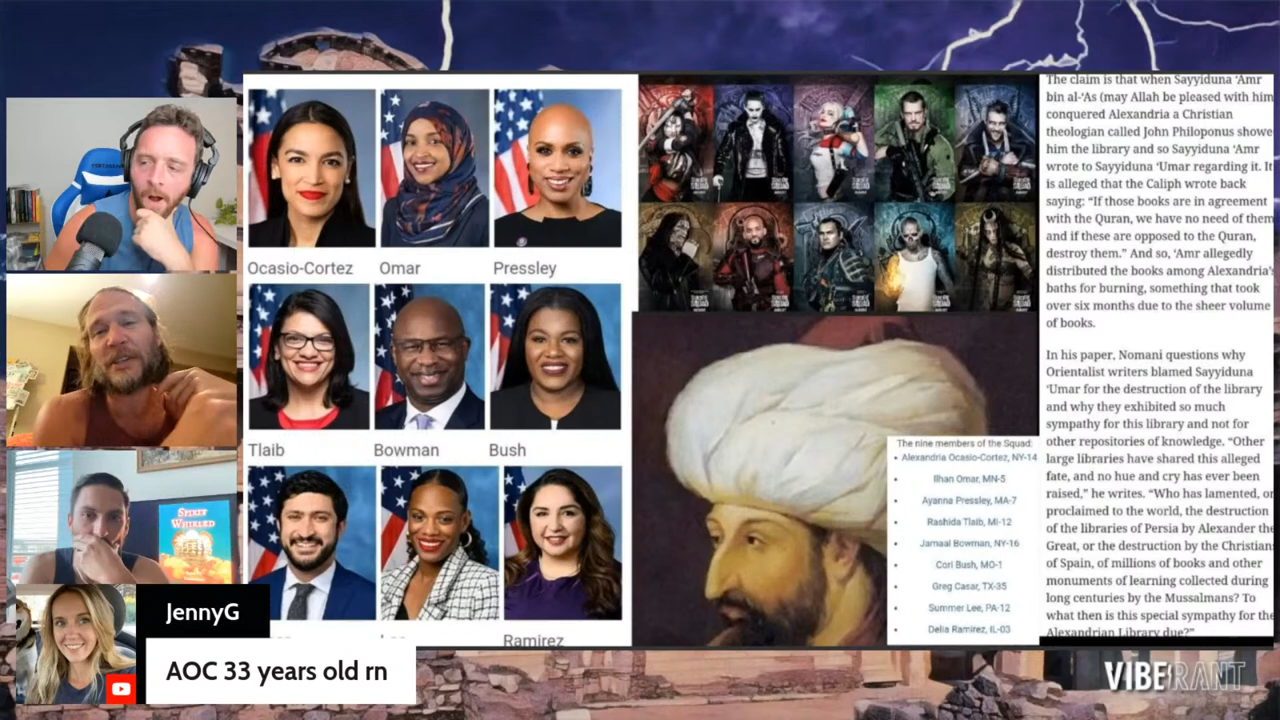 Ocasio-Cortez
Omar
Pressley
Tlaib
Bowman
Bush
Ramirez
The nine members of the Squad:
• Alexandria Ocasio-Cortez, NY-14
• Ilhan Omar, MN-5
• Ayanna Pressley, MA-7
• Rashida Tlaib, MI-12
• Jamaal Bowman, NY-16
• Cori Bush, MO-1
• Greg Casar, TX-35
• Summer Lee, PA-12
• Delia Ramirez, IL-03
The claim is that when Sayyiduna ‘Amr
bin al-‘As (may Allah be pleased with him
conquered Alexandria a Christian
theologian called John Philoponus showe
him the library and so Sayyiduna ‘Amr
wrote to Sayyiduna ‘Umar regarding it. It
is alleged that the Caliph wrote back
saying: “If those books are in agreement
with the Quran, we have no need of them
and if these are opposed to the Quran,
destroy them.” And so, ‘Amr allegedly
distributed the books among Alexandria’s
baths for burning, something that took
over six months due to the sheer volume
of books.
In his paper, Nomani questions why
Orientalist writers blamed Sayyiduna
‘Umar for the destruction of the library
and why they exhibited so much
sympathy for this library and not for
other repositories of knowledge. “Other
large libraries have shared this alleged
fate, and no hue and cry has ever been
raised,” he writes. “Who has lamented, or
proclaimed to the world, the destruction
of the libraries of Persia by Alexander the
Great, or the destruction by the Christian
of Spain, of millions of books and other
monuments of learning collected during
long centuries by the Mussalmans? To
what then is this special sympathy for the
Alexandrian Library due?”
SPIRIT
WHIRLED
JennyG
AOC 33 years old rn
VIBERANT